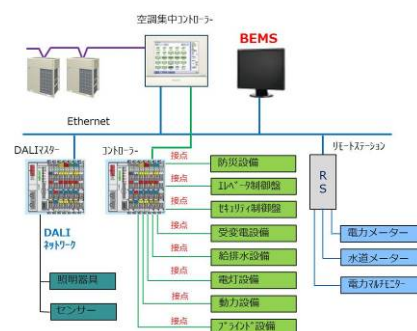 空調集中コントローラー
BEMS
Ethernet
DALIマスター
コントローラー
リモートステーション
接点
防災設備
接点
エレベータ制御盤
接点
セキュリティ制御盤
接点
受変電設備
接点
給排水設備
接点
電灯設備
接点
動力設備
接点
ブラインド設備
RS
電力メーター
水道メーター
電力マルチモニター
DALI
ネットワーク
照明器具
センサー